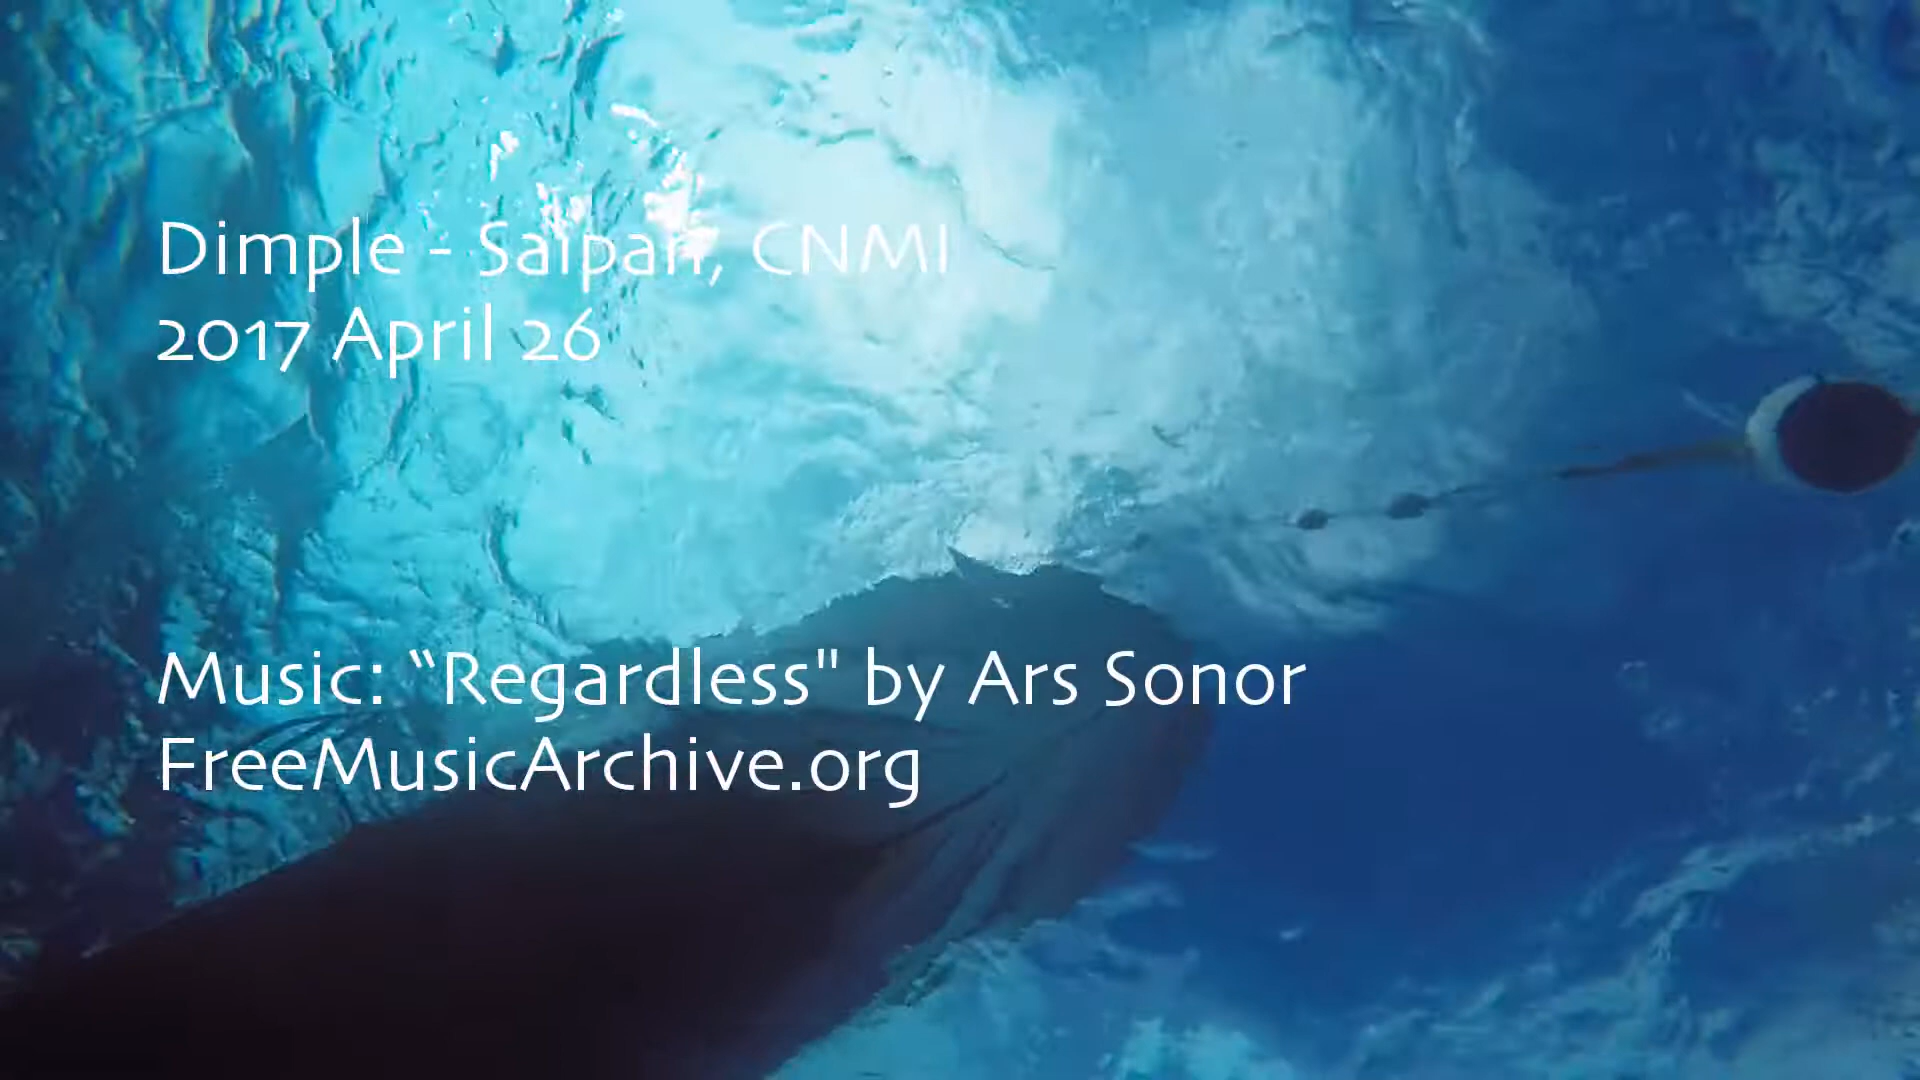 Dimple - Saipan, CNMI
2017 April 26
Music: “Regardless" by Ars Sonor
FreeMusicArchive.org